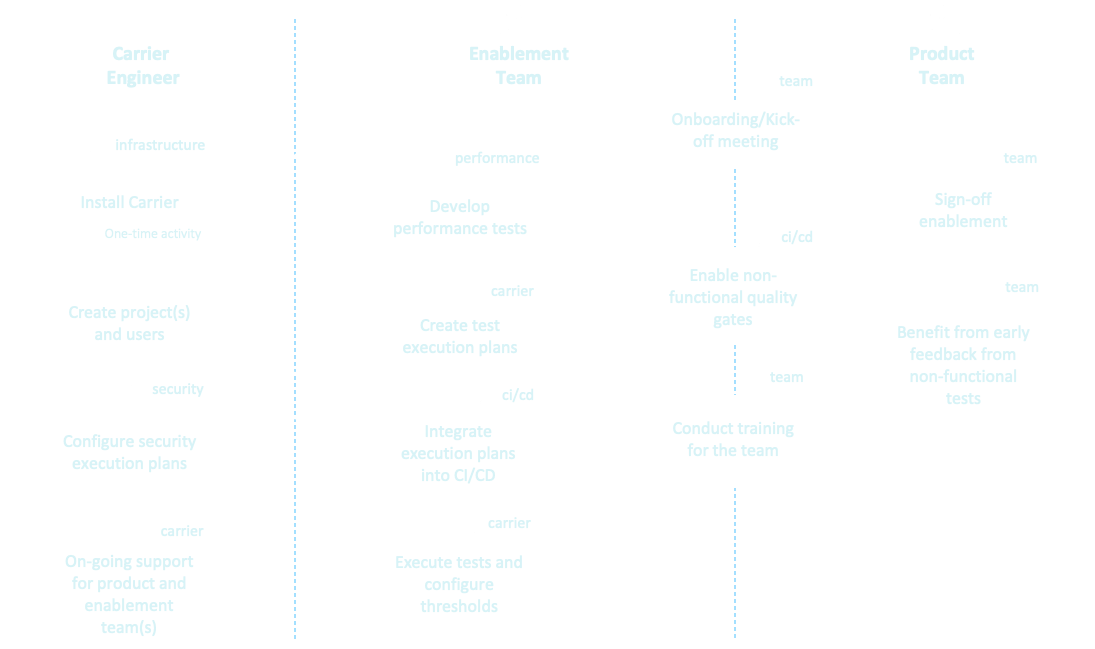 Carrier
Engineer
infrastructure
Install Carrier
One-time activity
Create project(s)
and users
security
Configure security
execution plans
carrier
On-going support
for product and
enablement
team(s)
Enablement
Team
performance
Develop
performance tests
carrier
Create test
execution plans
ci/cd
Integrate
execution plans
into CI/CD
carrier
Execute tests and
configure
thresholds
team
Onboarding/Kick-
off meeting
ci/cd
Enable non-
functional quality
gates
team
Conduct training
for the team
Product
Team
team
Sign-off
enablement
team
Benefit from early
feedback from
non-functional
tests